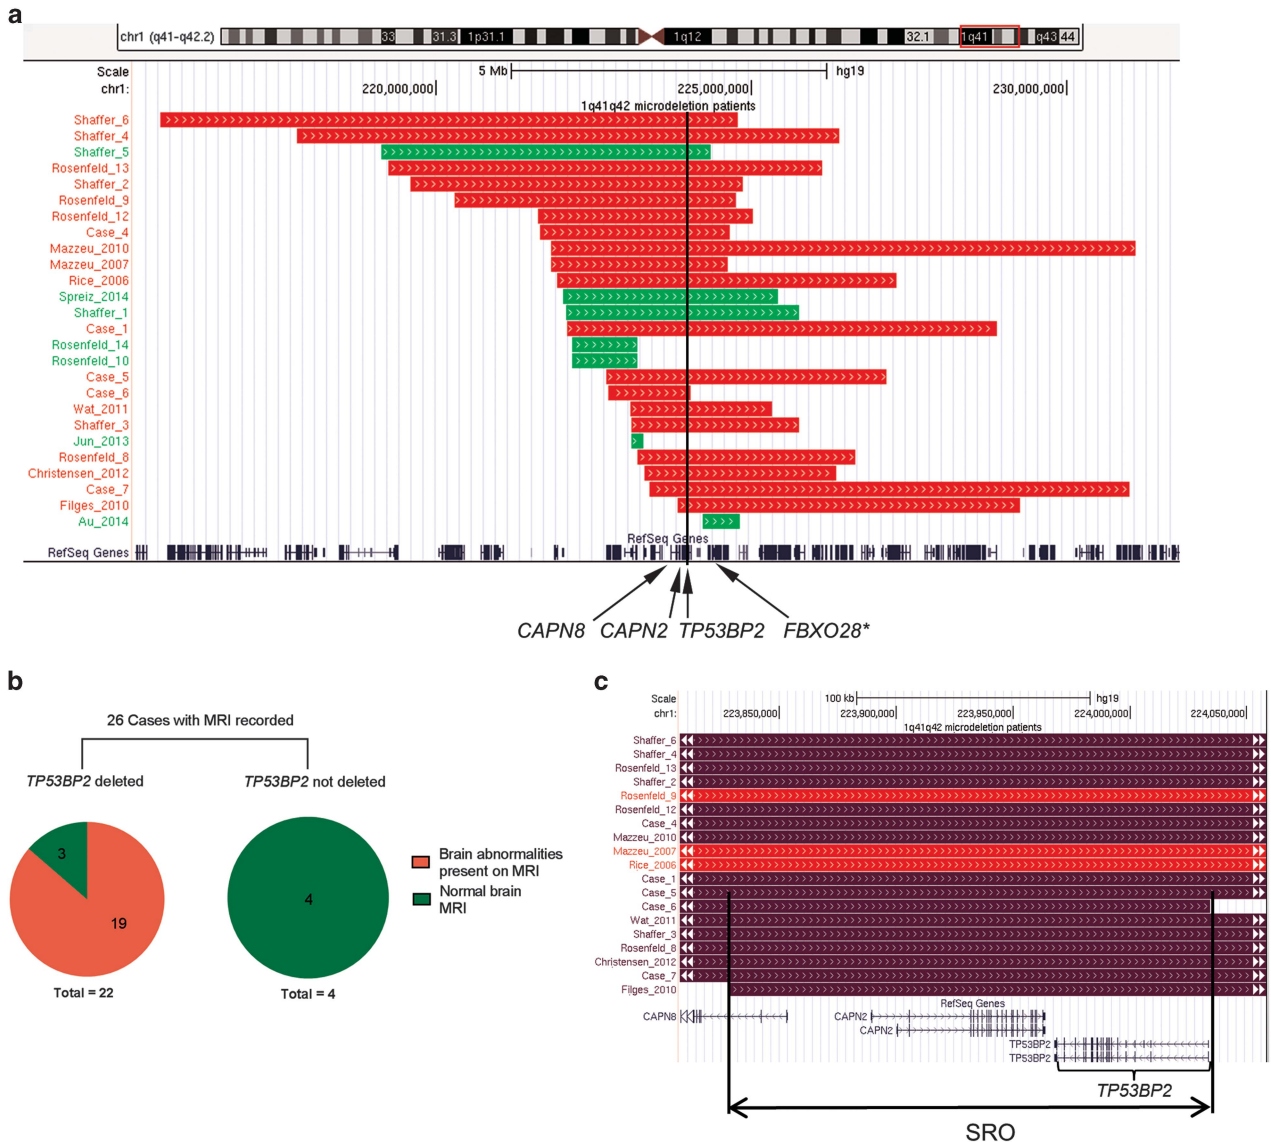 a
chr1 (q41-q42.2) 33 31.3 1p31.1 1q12 32.1 1q41 q43 44
Scale 5 Mb hg19
chr1: 220,000,000 225,000,000 230,000,000
1q41q42 microdeletion patients
Shaffer_6
Shaffer_4
Shaffer_5
Rosenfeld_13
Shaffer_2
Rosenfeld_9
Rosenfeld_12
Case_4
Mazzeu_2010
Mazzeu_2007
Rice_2006
Spreiz_2014
Shaffer_1
Case_1
Rosenfeld_14
Rosenfeld_10
Case_5
Case_6
Wat_2011
Shaffer_3
Jun_2013
Rosenfeld_8
Christensen_2012
Case_7
Filges_2010
Au_2014
RefSeq Genes
RefSeq Genes
CAPN8 CAPN2 TP53BP2 FBXO28*
b
26 Cases with MRI recorded
TP53BP2 deleted TP53BP2 not deleted
3
19
4
Total = 22 Total = 4
Brain abnormalities
present on MRI
Normal brain
MRI
c
Scale 100 kb hg19
chr1: 223,850,000 223,900,000 223,950,000 224,000,000 224,050,000
1q41q42 microdeletion patients
Shaffer_6
Shaffer_4
Rosenfeld_13
Shaffer_2
Rosenfeld_9
Rosenfeld_12
Case_4
Mazzeu_2010
Mazzeu_2007
Rice_2006
Case_1
Case_5
Case_6
Wat_2011
Shaffer_3
Rosenfeld_8
Christensen_2012
Case_7
Filges_2010
RefSeq Genes
CAPN8 CAPN2
CAPN2
TP53BP2
TP53BP2
TP53BP2
SRO